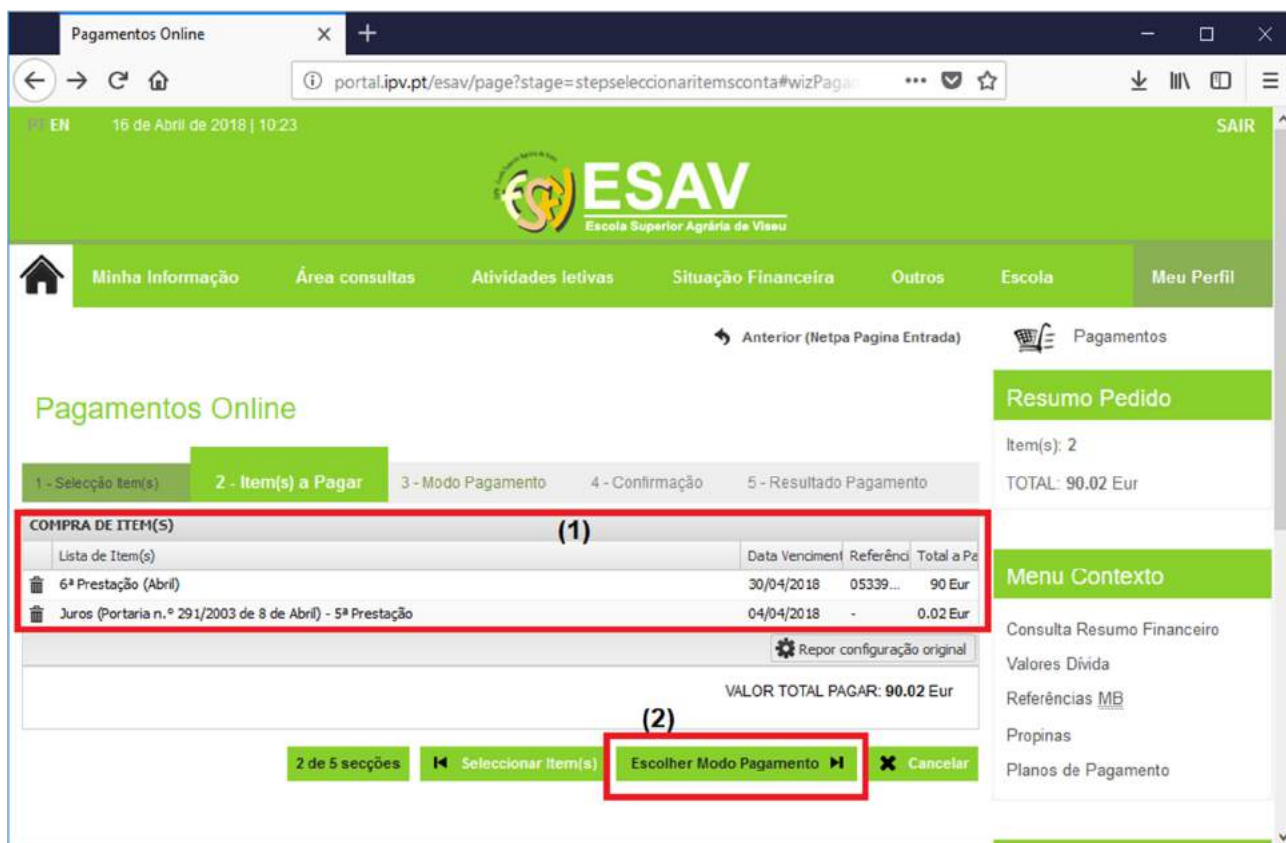 Pagamentos Online
portal.ipv.pt/esav/page?stage=stepseleccionaritemsconta#wizPaga
PT EN 16 de Abril de 2018 | 10:23 SAIR
ESAV
Escola Superior Agrária de Viseu
Minha Informação Área consultas Atividades letivas Situação Financeira Outros Escola Meu Perfil
Anterior (Netpa Pagina Entrada)
Pagamentos
Pagamentos Online
1 - Selecção Item(s) 2 - Item(s) a Pagar 3 - Modo Pagamento 4 - Confirmação 5 - Resultado Pagamento
COMPRA DE ITEM(S) (1)
Lista de Item(s) Data Venciment Referênci Total a Pa
6ª Prestação (Abril) 30/04/2018 05339... 90 Eur
Juros (Portaria n.º 291/2003 de 8 de Abril) - 5ª Prestação 04/04/2018 - 0.02 Eur
Repor configuração original
VALOR TOTAL PAGAR: 90.02 Eur
(2)
2 de 5 secções Seleccionar Item(s) Escolher Modo Pagamento Cancelar
Resumo Pedido
Item(s): 2
TOTAL: 90.02 Eur
Menu Contexto
Consulta Resumo Financeiro
Valores Dívida
Referências MB
Propinas
Planos de Pagamento